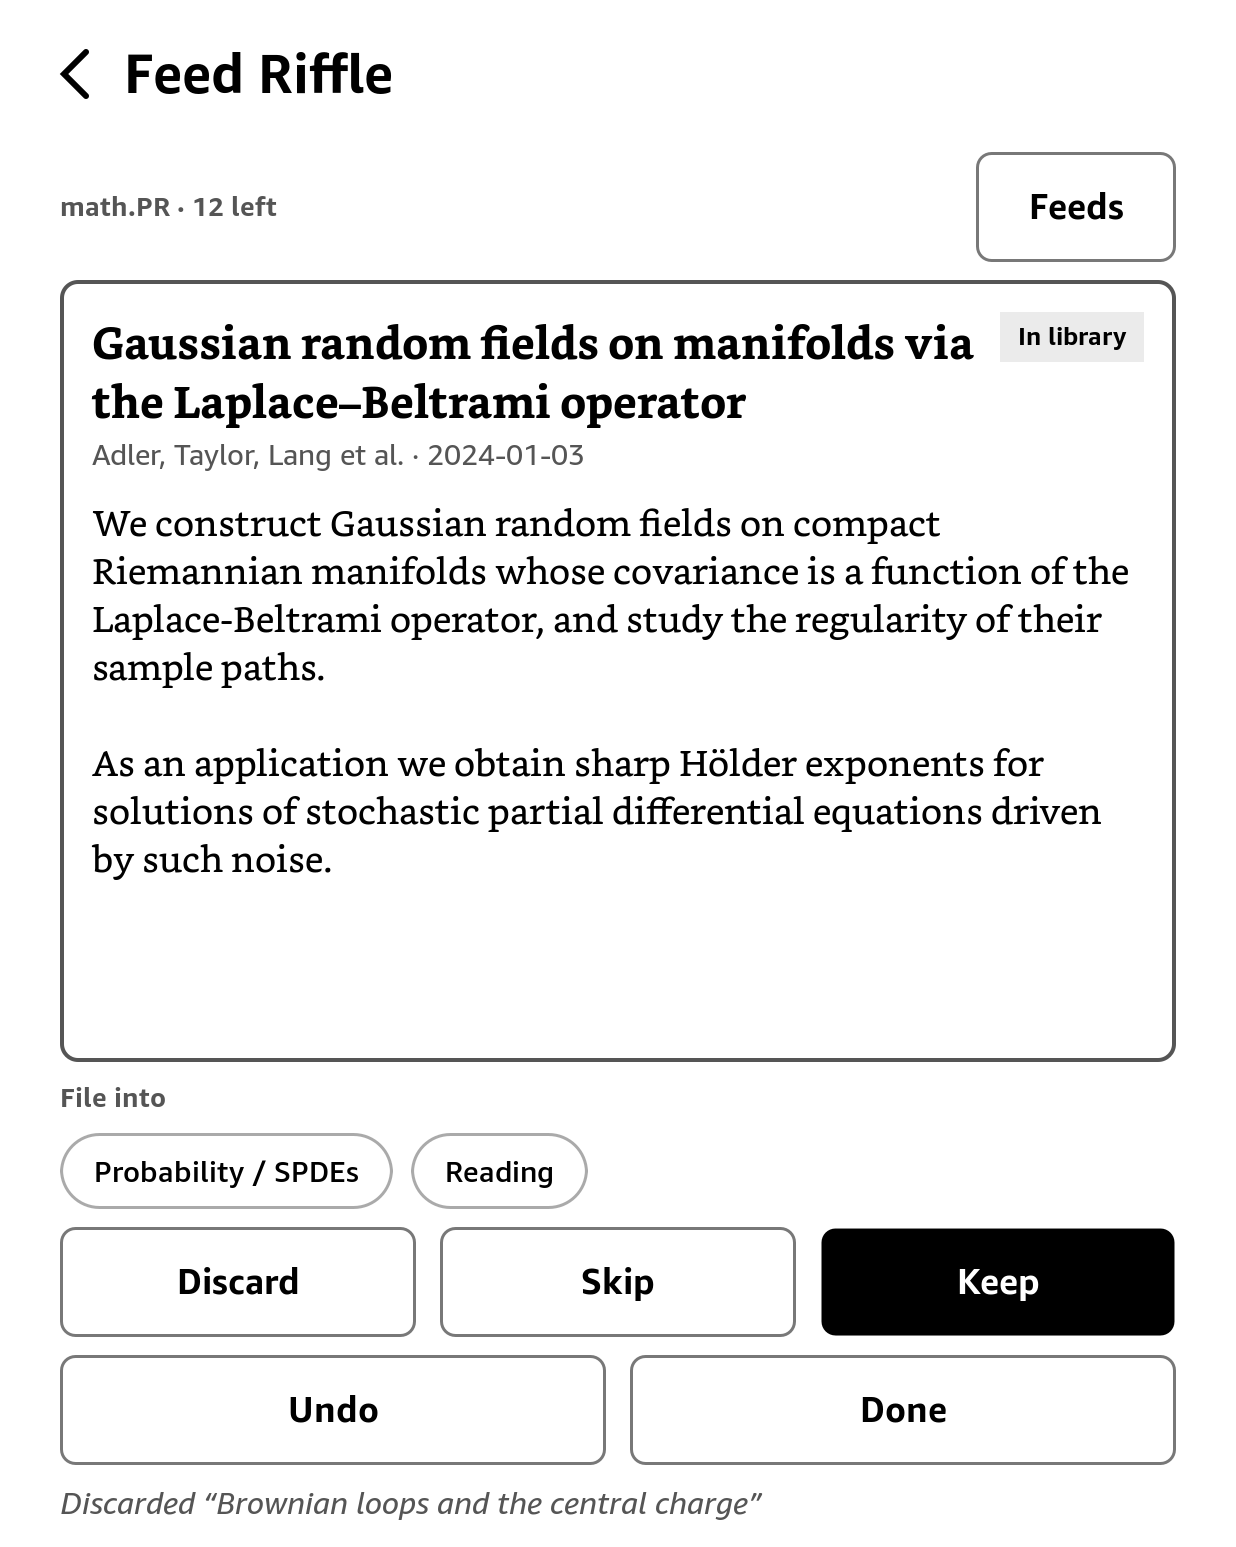 Feed Riffle
math.PR · 12 left
Feeds
Gaussian random fields on manifolds via
the Laplace–Beltrami operator
In library
Adler, Taylor, Lang et al. · 2024-01-03
We construct Gaussian random fields on compact
Riemannian manifolds whose covariance is a function of the
Laplace-Beltrami operator, and study the regularity of their
sample paths.
As an application we obtain sharp Hölder exponents for
solutions of stochastic partial differential equations driven
by such noise.
File into
Probability / SPDEs
Reading
Discard
Skip
Keep
Undo
Done
Discarded “Brownian loops and the central charge”